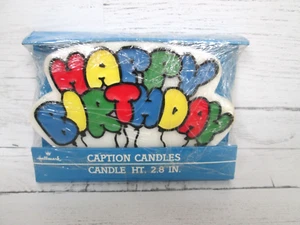 HAPPY
BIRTHDAY
Hallmark
CAPTION CANDLES
CANDLE HT. 2.8 IN.